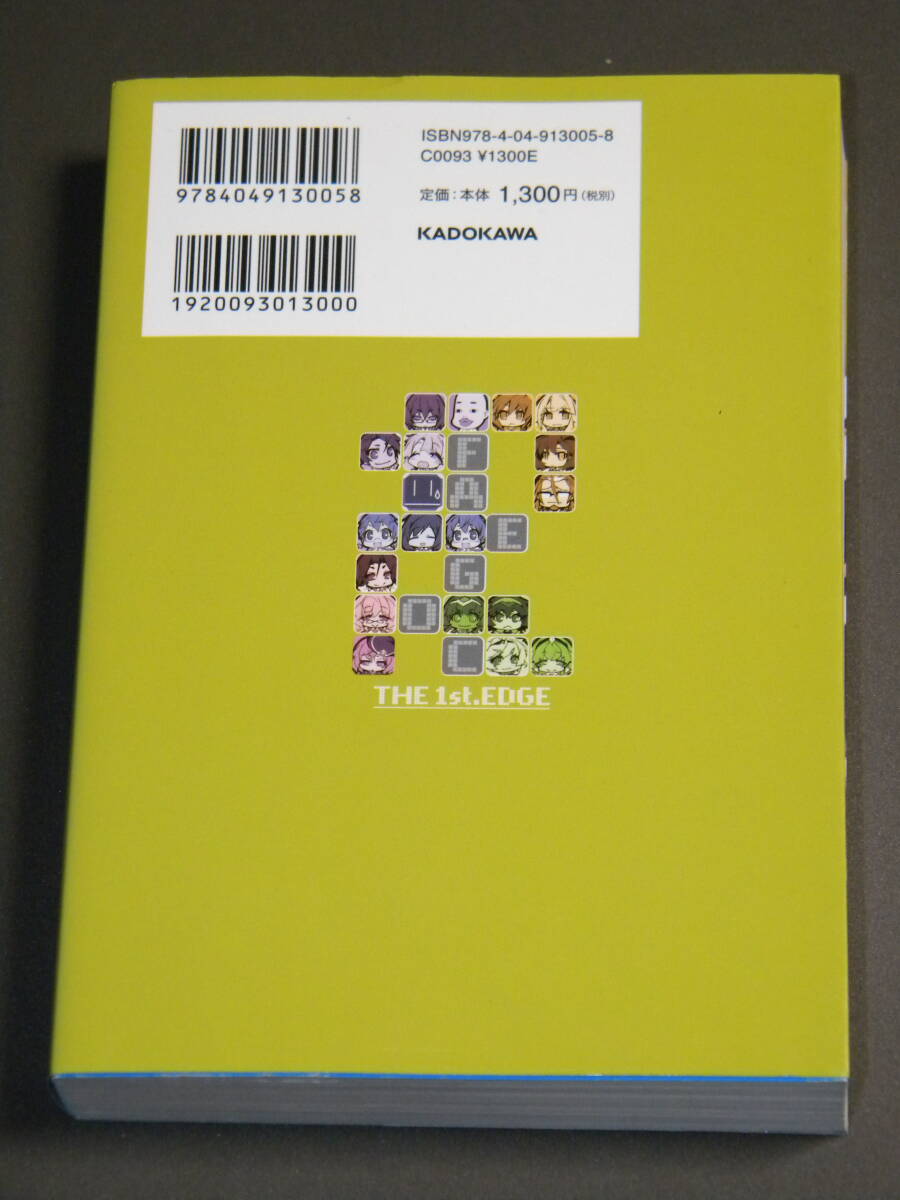 ISBN978-4-04-913005-8
C0093 ¥1300E
9784049130058
定価：本体 1,300円（税別）
KADOKAWA
1920093013000
F
A
E
G
O
C
THE 1st.EDGE